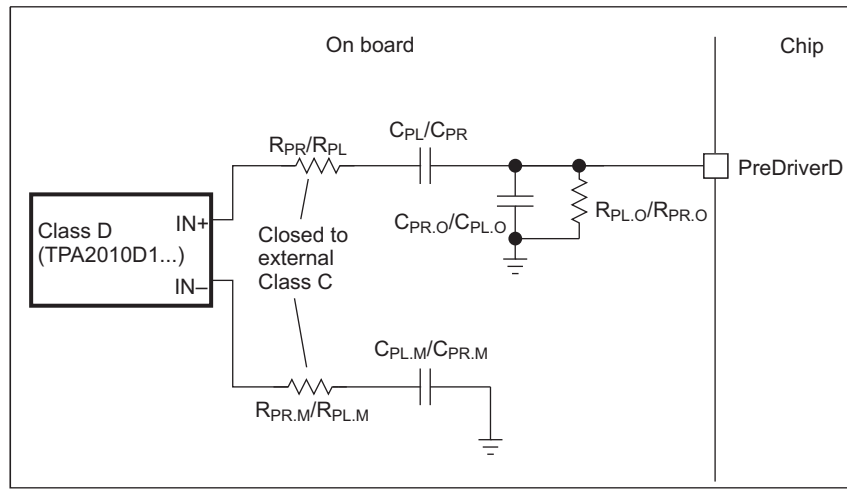 On board
Chip
C_PL/C_PR
R_PR/R_PL
PreDriverD
IN+
Class D
(TPA2010D1...)
IN–
C_PR.O/C_PL.O
R_PL.O/R_PR.O
Closed to
external
Class C
C_PL.M/C_PR.M
R_PR.M/R_PL.M